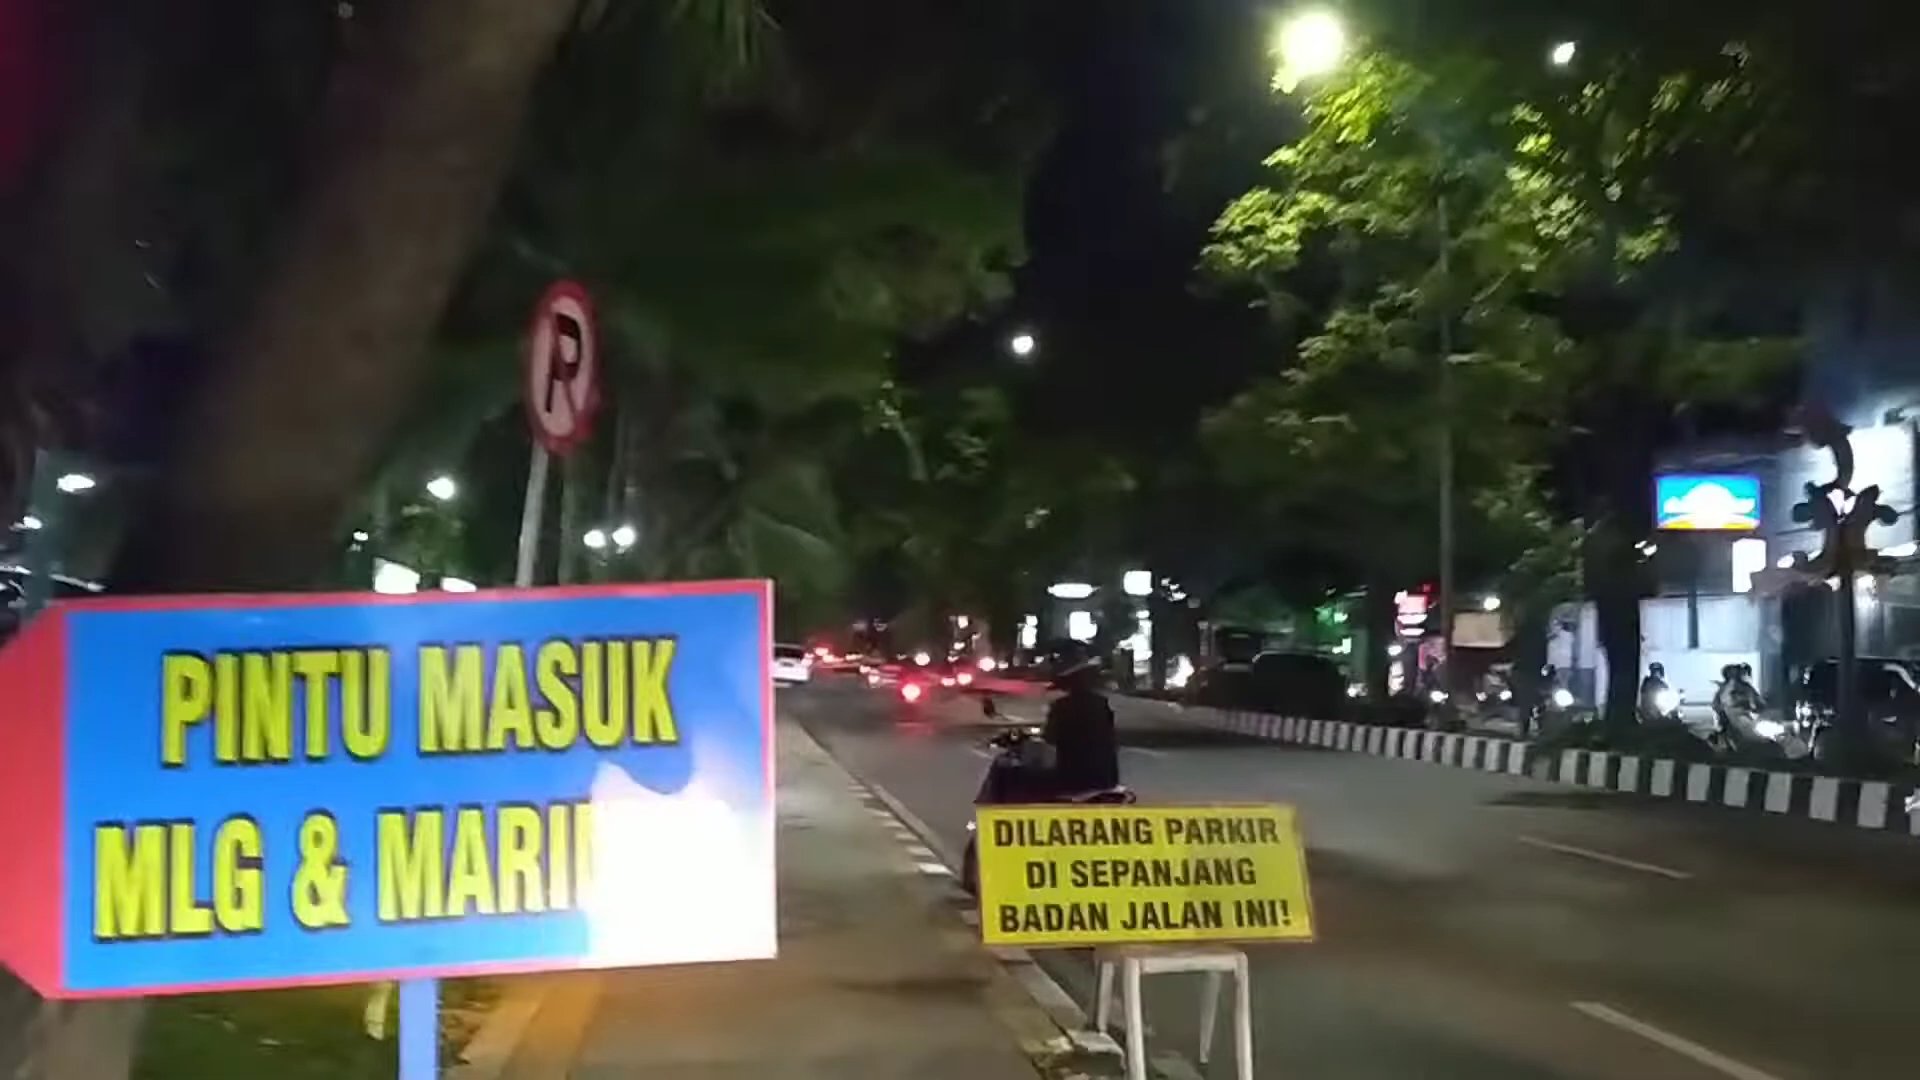 P
PINTU MASUK
MLG &
DILARANG PARKIR
DI SEPANJANG
BADAN JALAN INI!